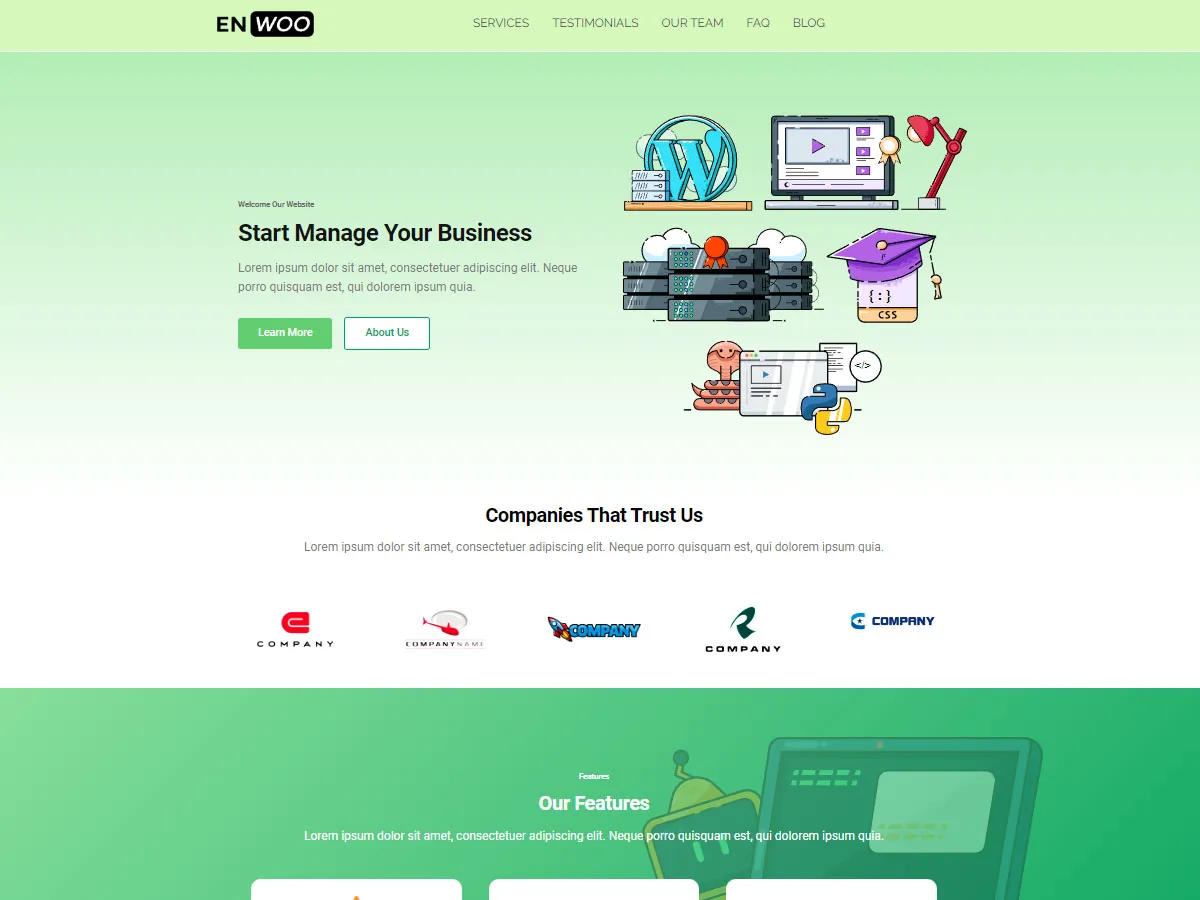 EN WOO
SERVICES TESTIMONIALS OUR TEAM FAQ BLOG
Welcome Our Website
Start Manage Your Business
Lorem ipsum dolor sit amet, consectetuer adipiscing elit. Neque
porro quisquam est, qui dolorem ipsum quia.
Learn More About Us
W
{:}
CSS
</>
Companies That Trust Us
Lorem ipsum dolor sit amet, consectetuer adipiscing elit. Neque porro quisquam est, qui dolorem ipsum quia.
COMPANY
COMPANYNAME
COMPANY
COMPANY
COMPANY
Features
Our Features
Lorem ipsum dolor sit amet, consectetuer adipiscing elit. Neque porro quisquam est, qui dolorem ipsum quia.